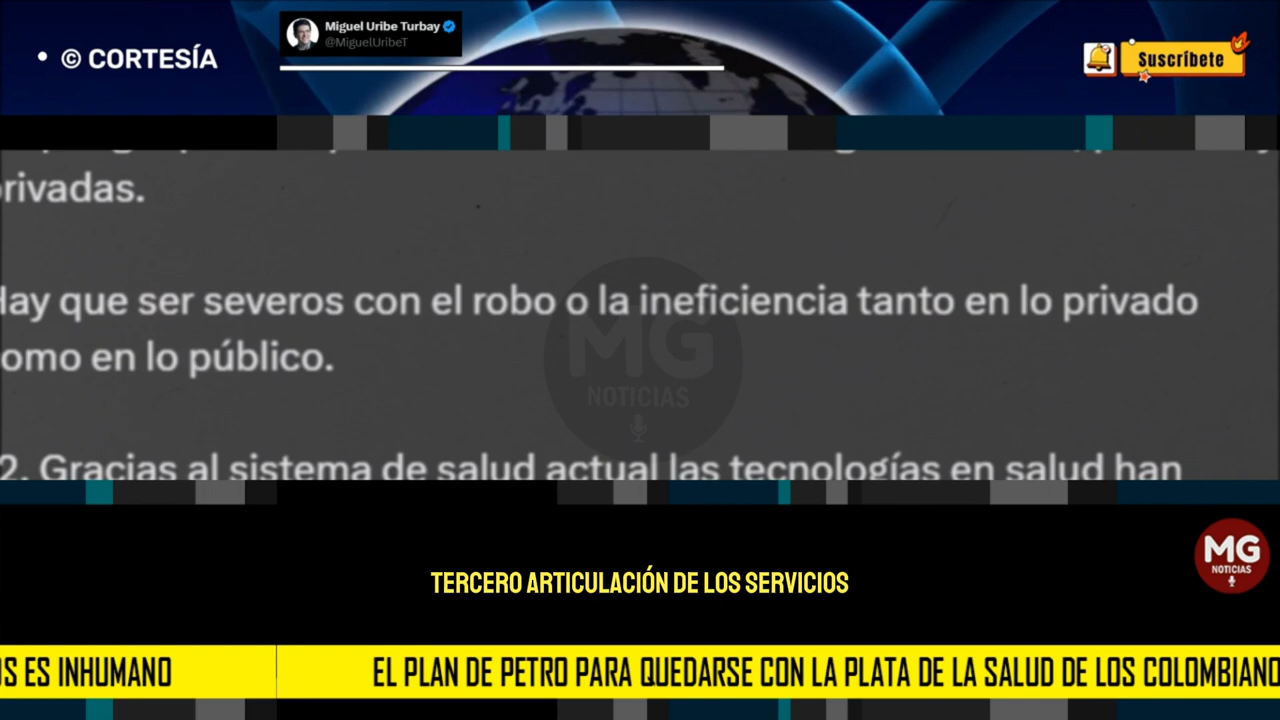 • © CORTESÍA
Miguel Uribe Turbay
@MiguelUribeT
Suscríbete
rivadas.
Hay que ser severos con el robo o la ineficiencia tanto en lo privado
omo en lo público.
2. Gracias al sistema de salud actual las tecnologías en salud han
MG
NOTICIAS
MG
NOTICIAS
TERCERO ARTICULACIÓN DE LOS SERVICIOS
OS ES INHUMANO
EL PLAN DE PETRO PARA QUEDARSE CON LA PLATA DE LA SALUD DE LOS COLOMBIANO